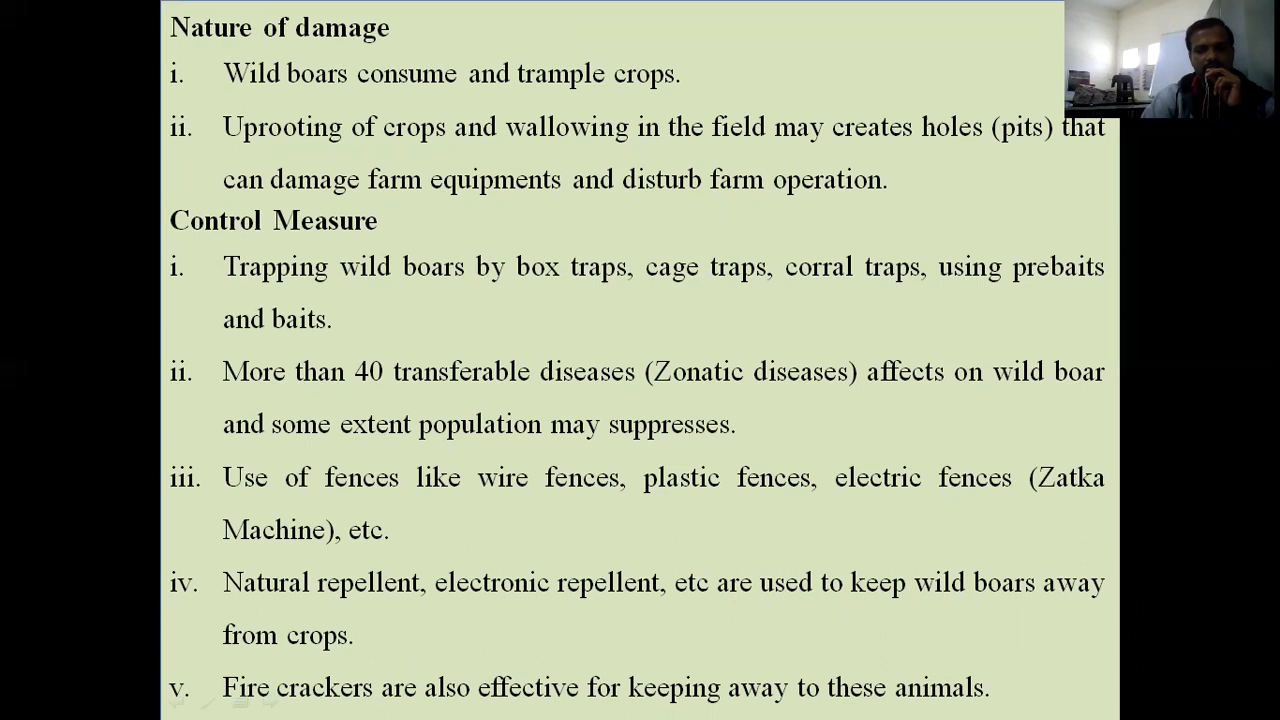 Nature of damage
i. Wild boars consume and trample crops.
ii. Uprooting of crops and wallowing in the field may creates holes (pits) that
can damage farm equipments and disturb farm operation.
Control Measure
i. Trapping wild boars by box traps, cage traps, corral traps, using prebaits
and baits.
ii. More than 40 transferable diseases (Zonatic diseases) affects on wild boar
and some extent population may suppresses.
iii. Use of fences like wire fences, plastic fences, electric fences (Zatka
Machine), etc.
iv. Natural repellent, electronic repellent, etc are used to keep wild boars away
from crops.
v. Fire crackers are also effective for keeping away to these animals.